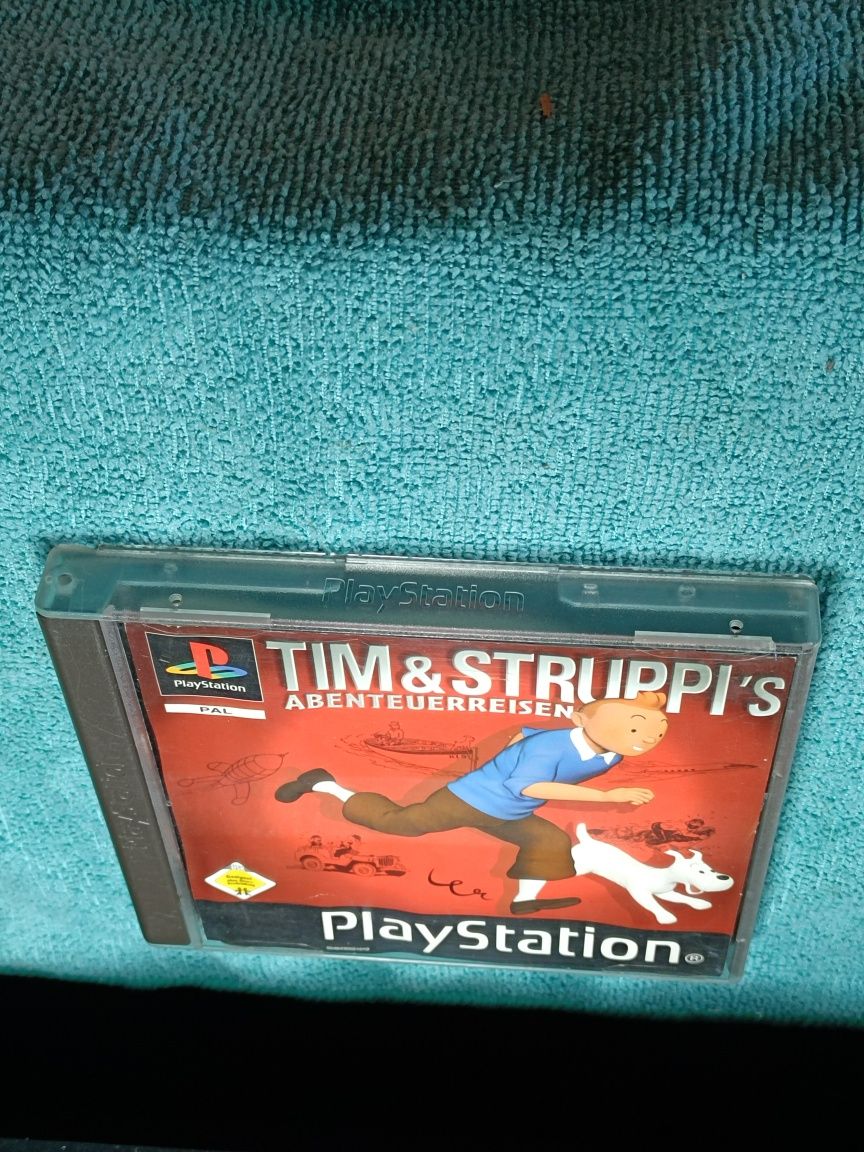 PlayStation
PlayStation
PAL
TIM & STRUPPI's
ABENTEUERREISEN
PlayStation®